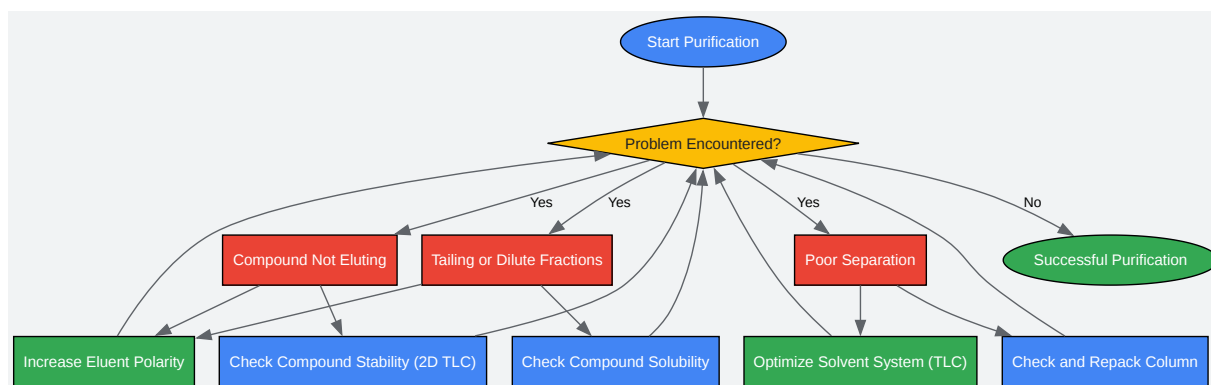 Start Purification
Problem Encountered?
Yes
Yes
Yes
No
Compound Not Eluting
Tailing or Dilute Fractions
Poor Separation
Successful Purification
Increase Eluent Polarity
Check Compound Stability (2D TLC)
Check Compound Solubility
Optimize Solvent System (TLC)
Check and Repack Column